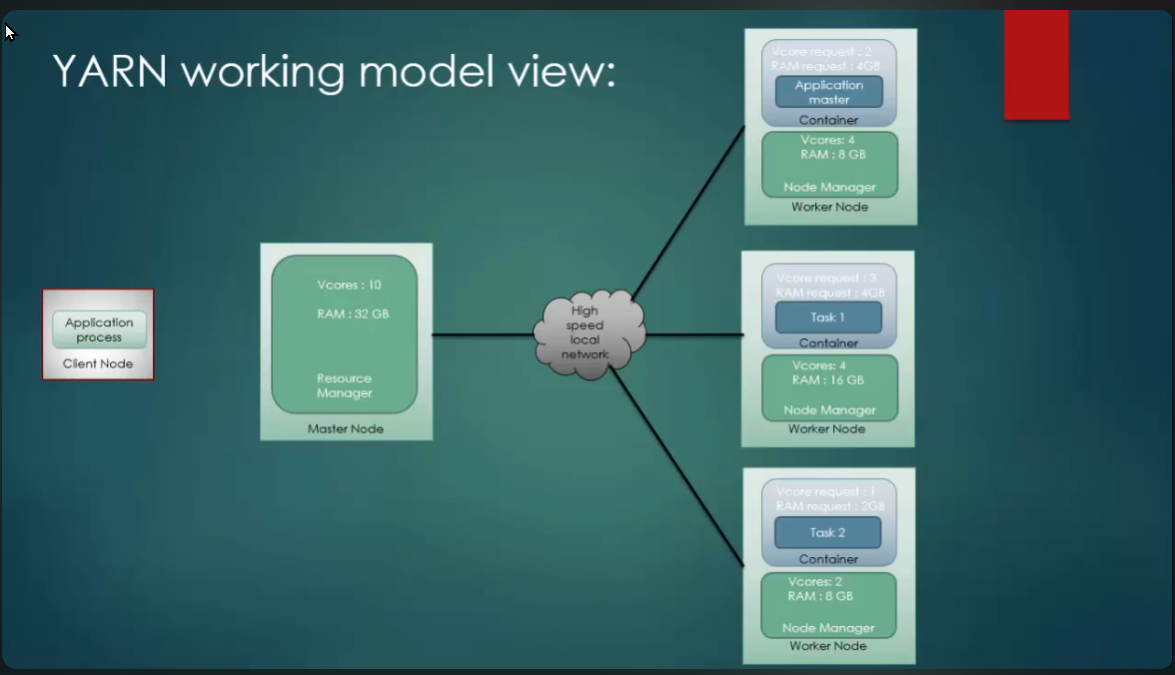 YARN working model view:
Application
process
Client Node
Vcores : 10
RAM : 32 GB
Resource
Manager
Master Node
High
speed
local
network
Vcore request : 2
RAM request : 4GB
Application
master
Container
Vcores: 4
RAM : 8 GB
Node Manager
Worker Node
Vcore request : 3
RAM request : 4GB
Task 1
Container
Vcores: 4
RAM : 16 GB
Node Manager
Worker Node
Vcore request : 1
RAM request : 2GB
Task 2
Container
Vcores: 2
RAM : 8 GB
Node Manager
Worker Node